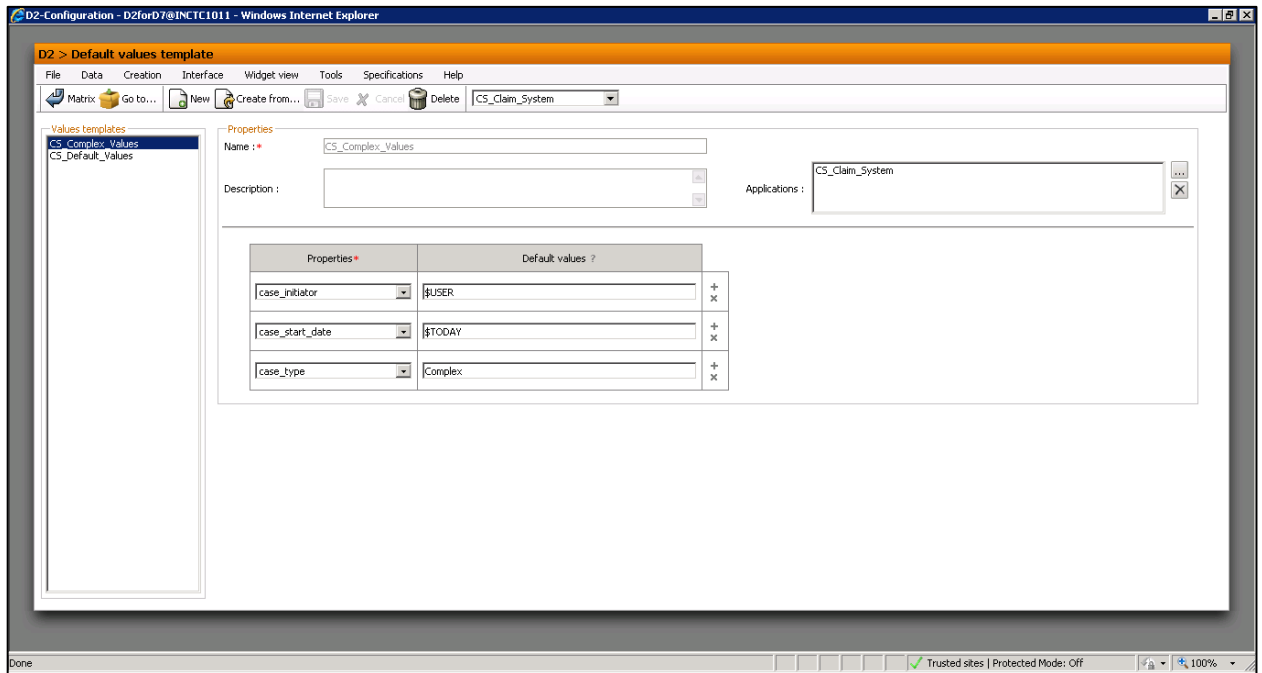 D2-Configuration - D2forD7@INCTC1011 - Windows Internet Explorer
D2 > Default values template
File Data Creation Interface Widget view Tools Specifications Help
Matrix Go to... New Create from... Save Cancel Delete CS_Claim_System
Values templates
CS_Complex_Values
CS_Default_Values
Properties
Name :* CS_Complex_Values
Description :
Applications : CS_Claim_System
...
Properties* Default values ?
case_initiator $USER
case_start_date $TODAY
case_type Complex
Done Trusted sites | Protected Mode: Off 100%